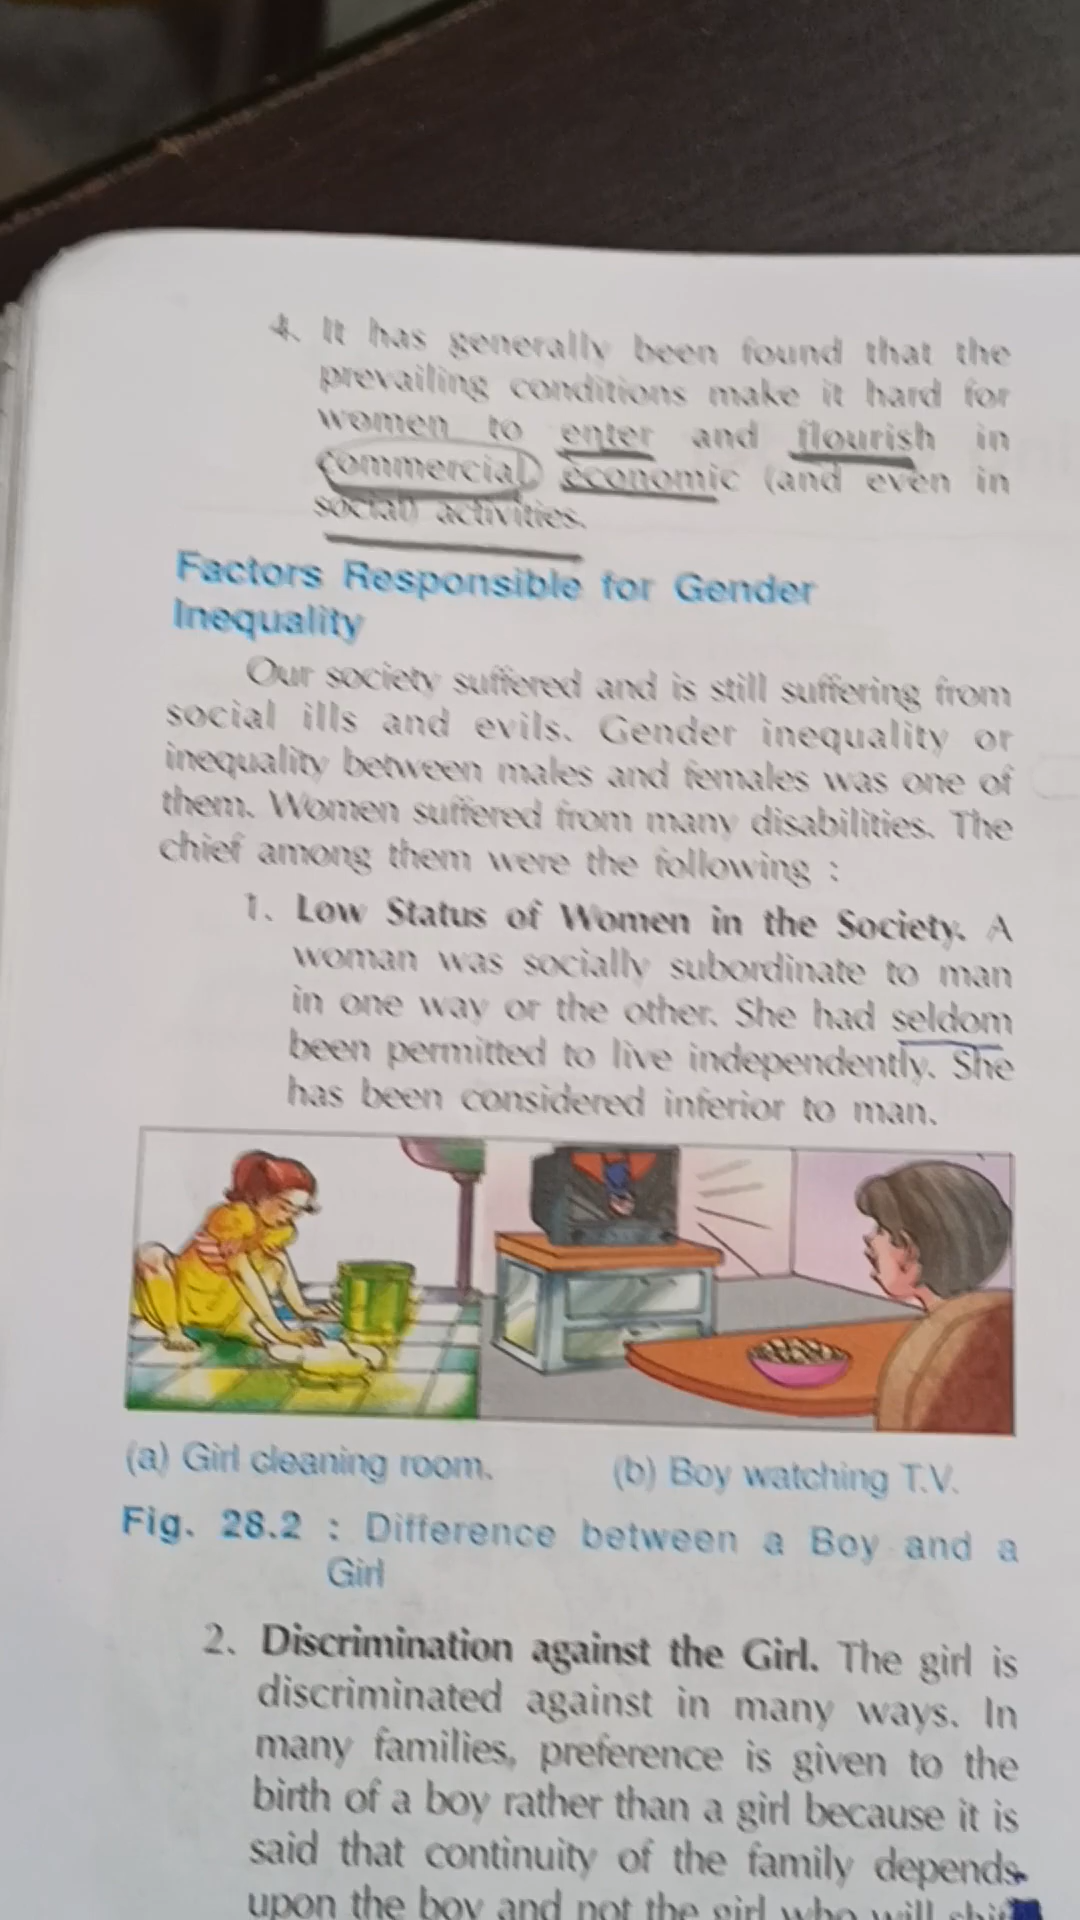 4. It has generally been found that the
prevailing conditions make it hard for
women to enter and flourish in
commercial, economic (and even in
social) activities.
Factors Responsible for Gender
Inequality
Our society suffered and is still suffering from
social ills and evils. Gender inequality or
inequality between males and females was one of
them. Women suffered from many disabilities. The
chief among them were the following :
1. Low Status of Women in the Society. A
woman was socially subordinate to man
in one way or the other. She had seldom
been permitted to live independently. She
has been considered inferior to man.
(a) Girl cleaning room. (b) Boy watching T.V.
Fig. 28.2 : Difference between a Boy and a
Girl
2. Discrimination against the Girl. The girl is
discriminated against in many ways. In
many families, preference is given to the
birth of a boy rather than a girl because it is
said that continuity of the family depends
upon the boy and not the girl who will